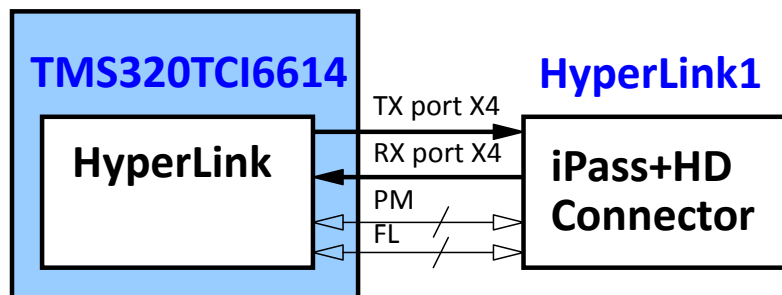 TMS320TCI6614
HyperLink1
TX port X4
HyperLink
RX port X4
iPass+HD
Connector
PM
FL